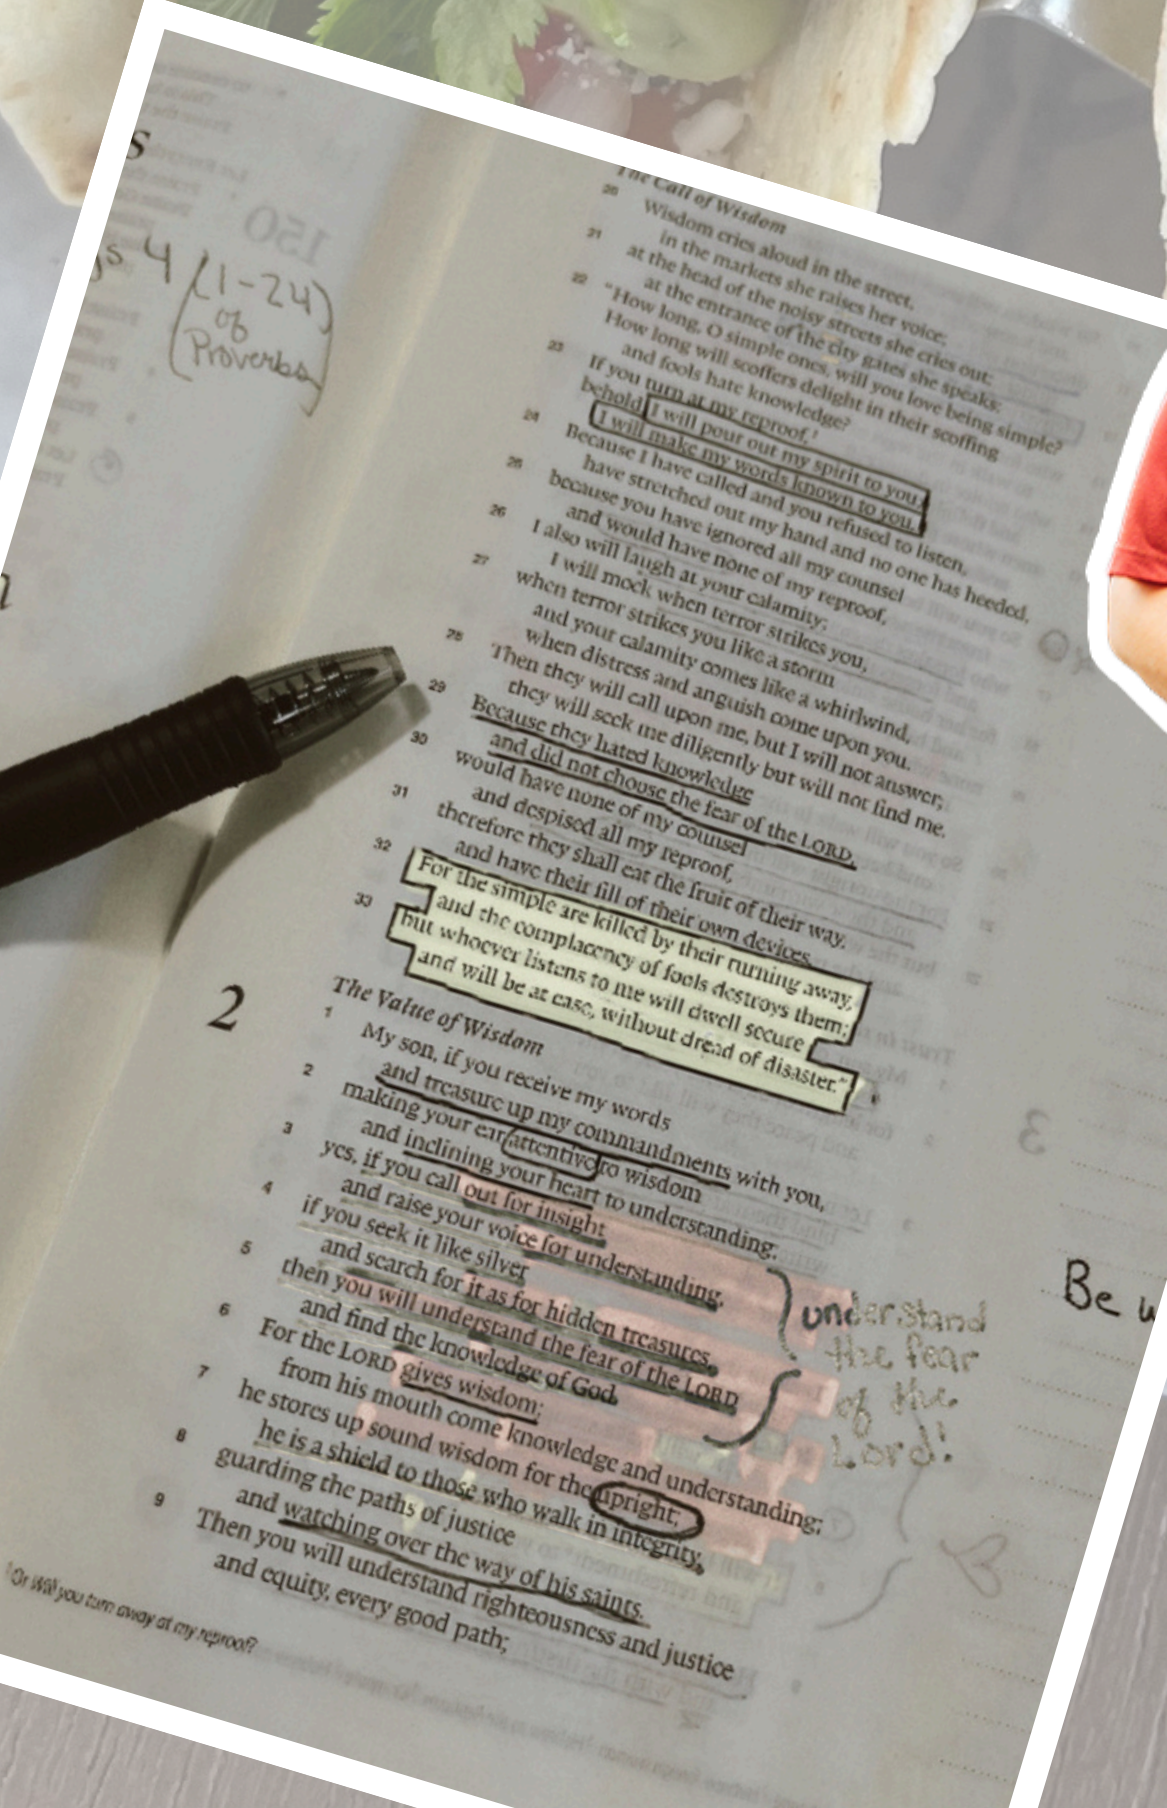 s
4 (1-24)
of
Proverbs
The Call of Wisdom
20 Wisdom cries aloud in the street,
in the markets she raises her voice;
21 at the head of the noisy streets she cries out;
at the entrance of the city gates she speaks:
22 "How long, O simple ones, will you love being simple?
How long will scoffers delight in their scoffing
and fools hate knowledge?
23 If you turn at my reproof,¹
behold, I will pour out my spirit to you;
I will make my words known to you.
24 Because I have called and you refused to listen,
have stretched out my hand and no one has heeded,
25 because you have ignored all my counsel
and would have none of my reproof,
26 I also will laugh at your calamity;
I will mock when terror strikes you,
27 when terror strikes you like a storm
and your calamity comes like a whirlwind,
when distress and anguish come upon you.
28 Then they will call upon me, but I will not answer;
they will seek me diligently but will not find me.
29 Because they hated knowledge
and did not choose the fear of the LORD,
30 would have none of my counsel
and despised all my reproof,
31 therefore they shall eat the fruit of their way,
and have their fill of their own devices.
32 For the simple are killed by their turning away,
and the complacency of fools destroys them;
33 but whoever listens to me will dwell secure
and will be at ease, without dread of disaster."
The Value of Wisdom
2
1 My son, if you receive my words
and treasure up my commandments with you,
2 making your ear attentive to wisdom
and inclining your heart to understanding;
3 yes, if you call out for insight
and raise your voice for understanding,
4 if you seek it like silver
and search for it as for hidden treasures,
5 then you will understand the fear of the LORD
and find the knowledge of God.
6 For the LORD gives wisdom;
from his mouth come knowledge and understanding;
7 he stores up sound wisdom for the upright;
he is a shield to those who walk in integrity,
8 guarding the paths of justice
and watching over the way of his saints.
9 Then you will understand righteousness and justice
and equity, every good path;
understand
the fear
of the
Lord!
Be w
¹ Or Will you turn away at my reproof?